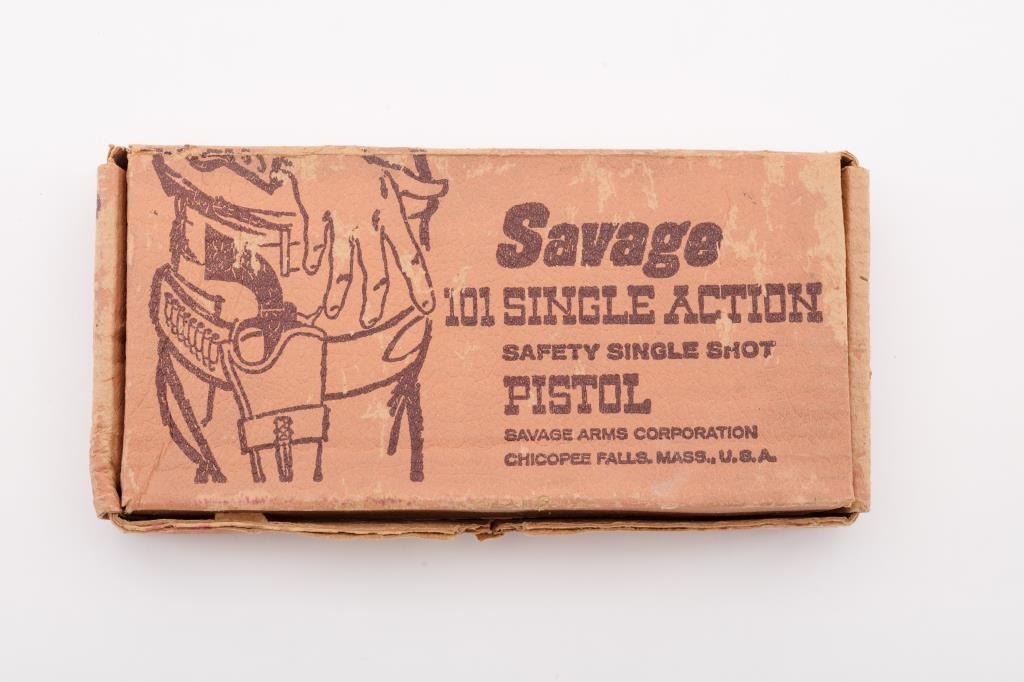 Savage
101 SINGLE ACTION
SAFETY SINGLE SHOT
PISTOL
SAVAGE ARMS CORPORATION
CHICOPEE FALLS. MASS., U.S.A.